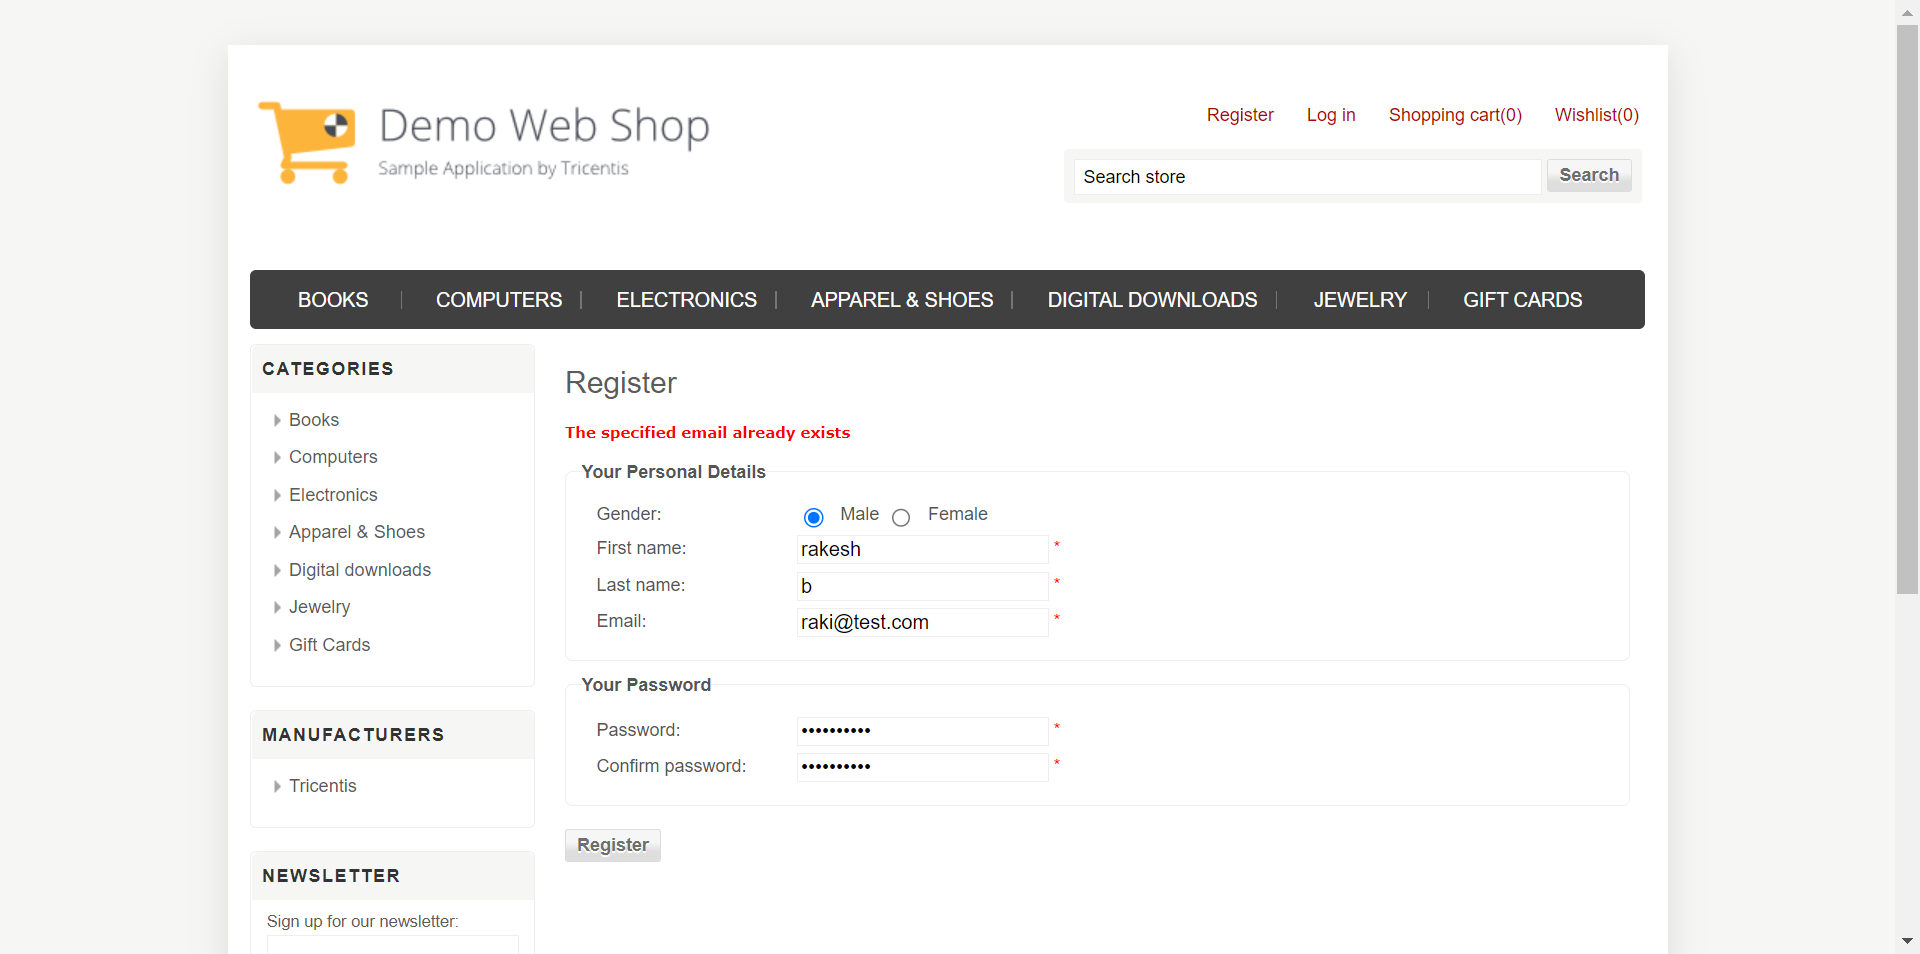 Demo Web Shop
Sample Application by Tricentis
Register Log in Shopping cart(0) Wishlist(0)
Search store Search
BOOKS COMPUTERS ELECTRONICS APPAREL & SHOES DIGITAL DOWNLOADS JEWELRY GIFT CARDS
CATEGORIES
Books
Computers
Electronics
Apparel & Shoes
Digital downloads
Jewelry
Gift Cards
MANUFACTURERS
Tricentis
NEWSLETTER
Sign up for our newsletter:
Register
The specified email already exists
Your Personal Details
Gender: Male Female
First name: rakesh *
Last name: b *
Email: raki@test.com *
Your Password
Password: •••••••••• *
Confirm password: •••••••••• *
Register